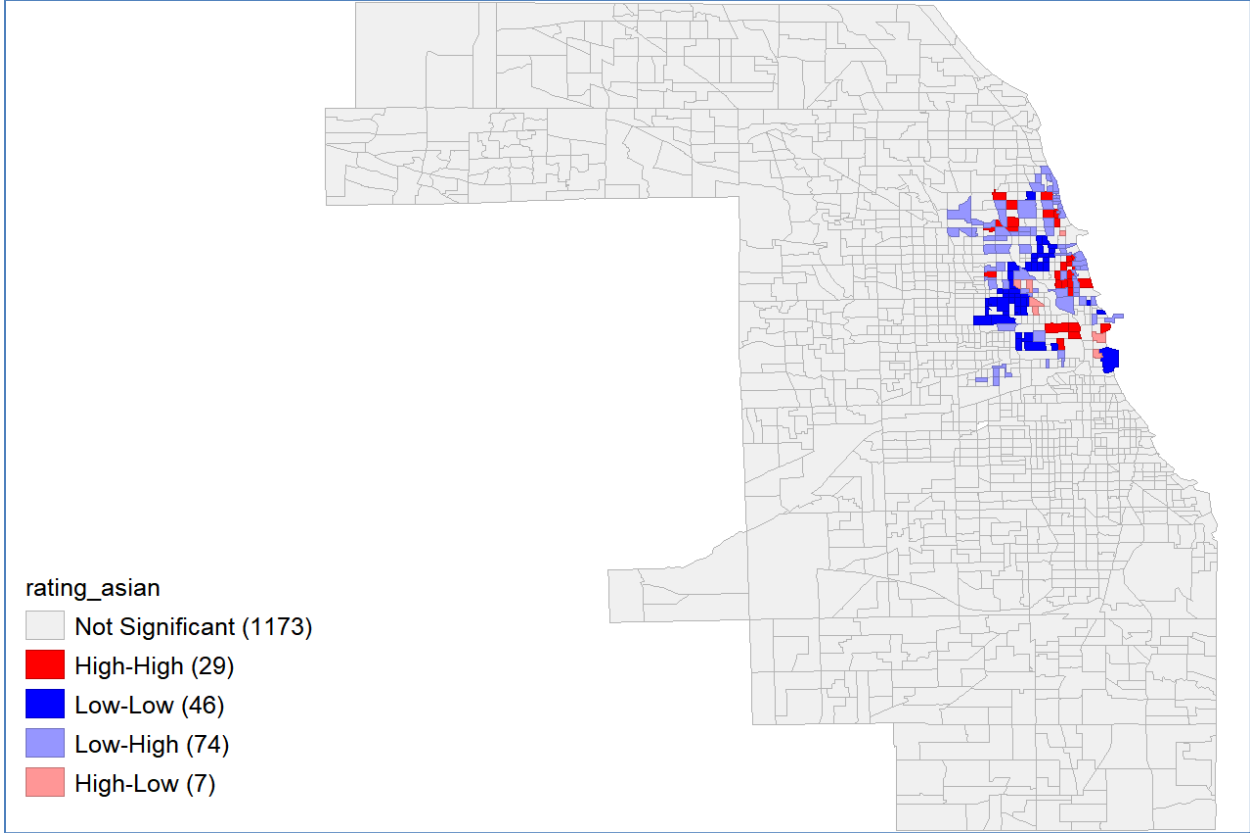 rating_asian
Not Significant (1173)
High-High (29)
Low-Low (46)
Low-High (74)
High-Low (7)